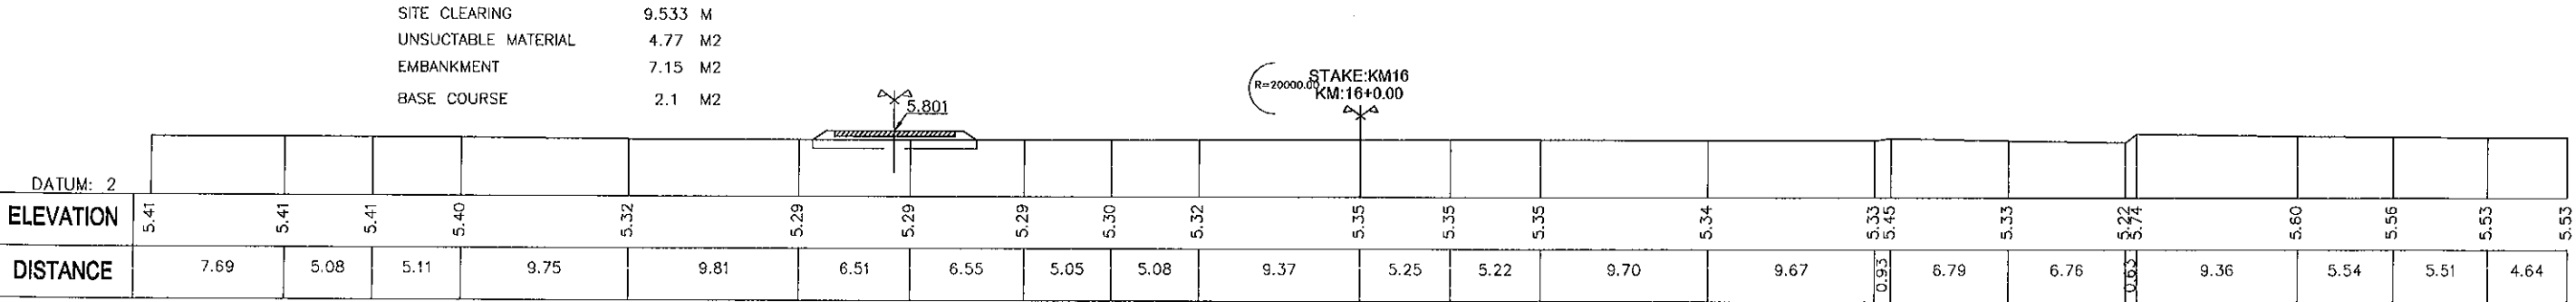 SITE CLEARING 9.533 M
UNSUCTABLE MATERIAL 4.77 M2
EMBANKMENT 7.15 M2
BASE COURSE 2.1 M2
5.801
R=20000.00
STAKE:KM16
KM:16+0.00
DATUM: 2
ELEVATION 5.41 5.41 5.41 5.40 5.32 5.29 5.29 5.29 5.30 5.32 5.35 5.35 5.35 5.34 5.33 5.45 5.33 5.22 5.74 5.60 5.56 5.53 5.53
DISTANCE 7.69 5.08 5.11 9.75 9.81 6.51 6.55 5.05 5.08 9.37 5.25 5.22 9.70 9.67 0.93 6.79 6.76 0.63 9.36 5.54 5.51 4.64